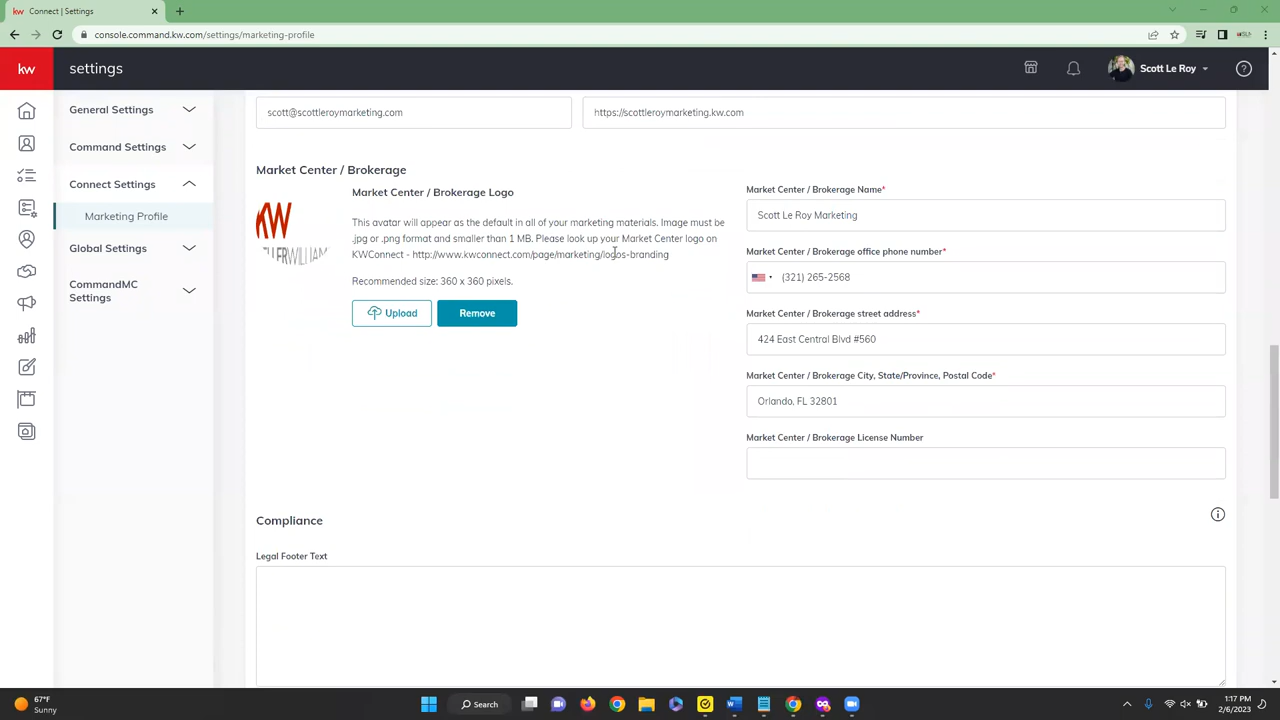 Connect | Settings
console.command.kw.com/settings/marketing-profile
kw
settings
Scott Le Roy
General Settings
Command Settings
Connect Settings
Marketing Profile
Global Settings
CommandMC
Settings
scott@scottleroymarketing.com
https://scottleroymarketing.kw.com
Market Center / Brokerage
Market Center / Brokerage Logo
KW
This avatar will appear as the default in all of your marketing materials. Image must be
.jpg or .png format and smaller than 1 MB. Please look up your Market Center logo on
KWConnect - http://www.kwconnect.com/page/marketing/logos-branding
Recommended size: 360 x 360 pixels.
Upload
Remove
Market Center / Brokerage Name*
Scott Le Roy Marketing
Market Center / Brokerage office phone number*
(321) 265-2568
Market Center / Brokerage street address*
424 East Central Blvd #560
Market Center / Brokerage City, State/Province, Postal Code*
Orlando, FL 32801
Market Center / Brokerage License Number
Compliance
Legal Footer Text
67°F
Sunny
Search
1:17 PM
2/6/2023